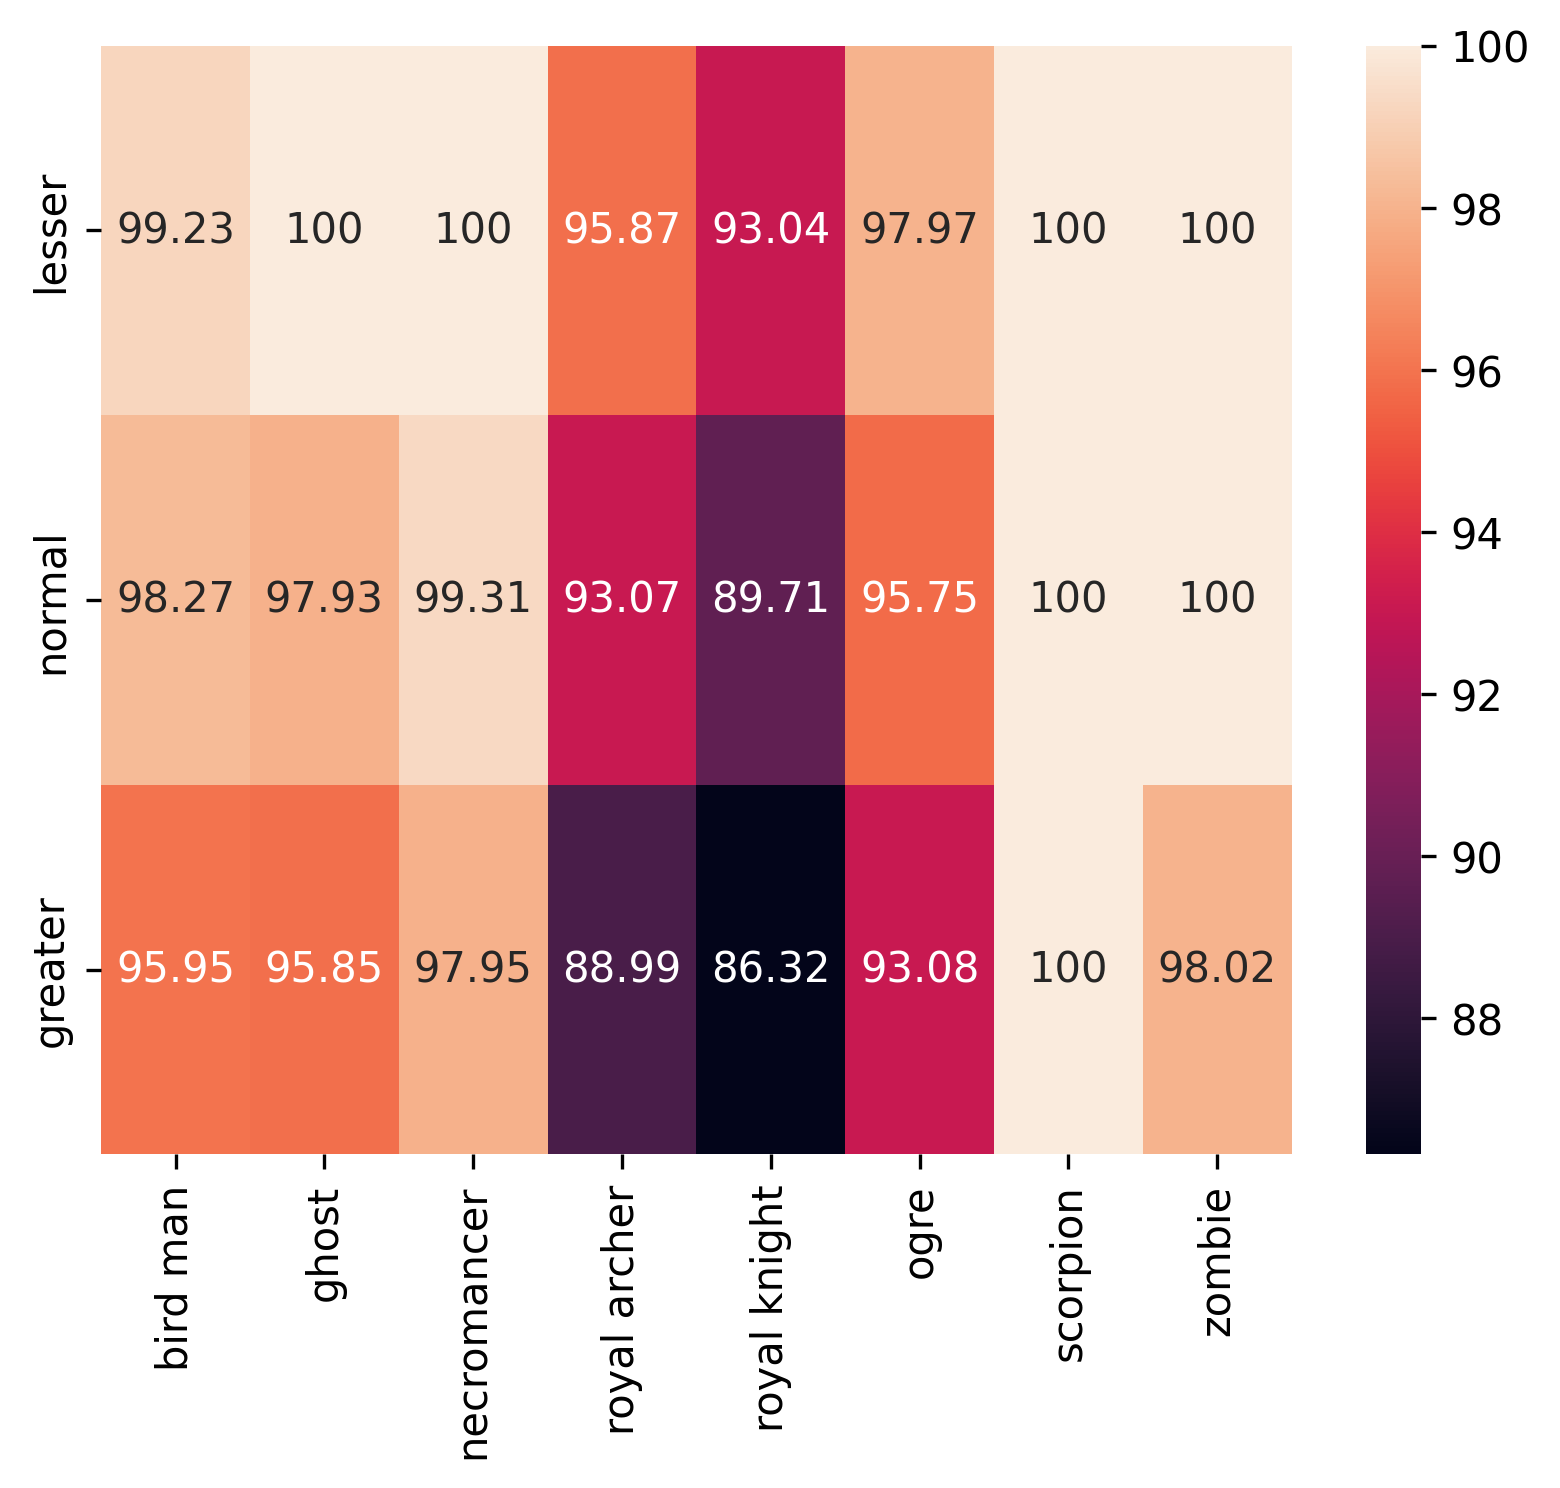 100
98
96
94
92
90
88
lesser
99.23 100 100 95.87 93.04 97.97 100 100
normal
98.27 97.93 99.31 93.07 89.71 95.75 100 100
greater
95.95 95.85 97.95 88.99 86.32 93.08 100 98.02
bird man
ghost
necromancer
royal archer
royal knight
ogre
scorpion
zombie